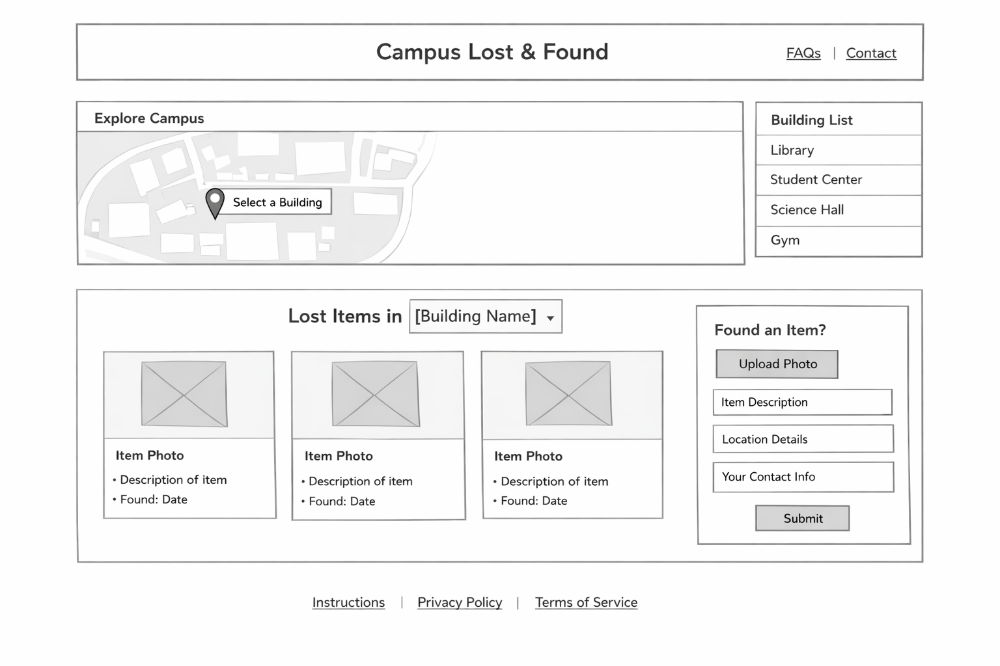 Campus Lost & Found
FAQs | Contact
Explore Campus
Select a Building
Building List
Library
Student Center
Science Hall
Gym
Lost Items in [Building Name]
Item Photo
• Description of item
• Found: Date
Item Photo
• Description of item
• Found: Date
Item Photo
• Description of item
• Found: Date
Found an Item?
Upload Photo
Item Description
Location Details
Your Contact Info
Submit
Instructions | Privacy Policy | Terms of Service